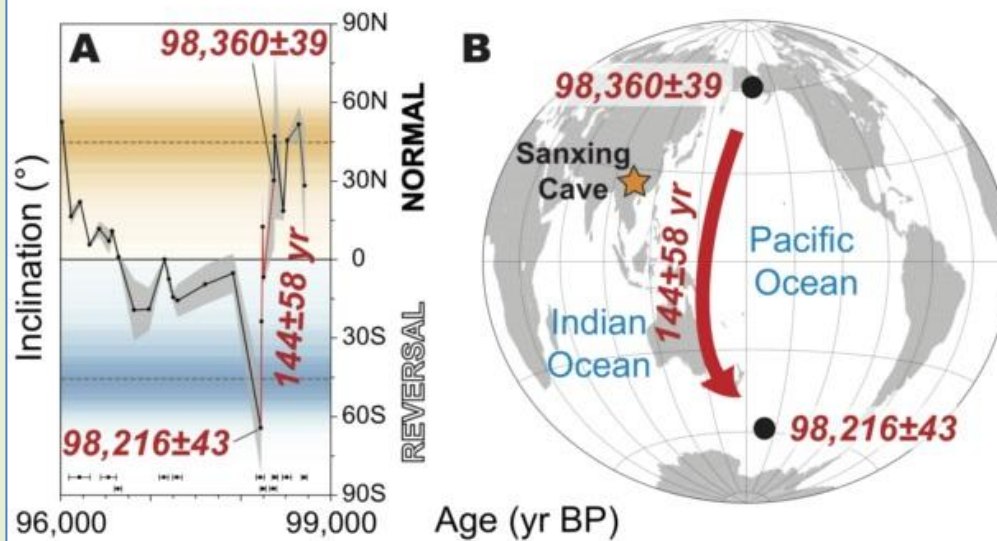 A
98,360±39
90N
60N
30N
0
30S
60S
90S
Inclination (°)
NORMAL
REVERSAL
144±58 yr
98,216±43
96,000
99,000
Age (yr BP)
B
98,360±39
Sanxing
Cave
144±58 yr
Pacific
Ocean
Indian
Ocean
98,216±43